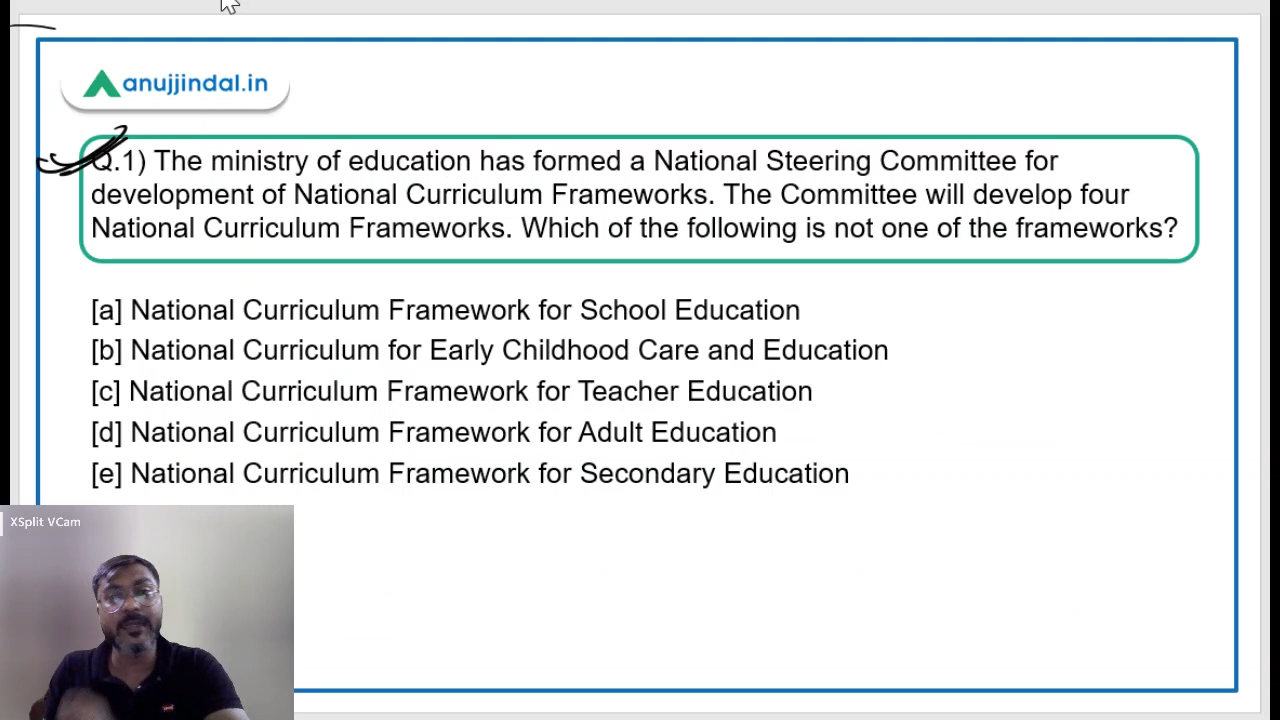 anujjindal.in
Q.1) The ministry of education has formed a National Steering Committee for
development of National Curriculum Frameworks. The Committee will develop four
National Curriculum Frameworks. Which of the following is not one of the frameworks?
[a] National Curriculum Framework for School Education
[b] National Curriculum for Early Childhood Care and Education
[c] National Curriculum Framework for Teacher Education
[d] National Curriculum Framework for Adult Education
[e] National Curriculum Framework for Secondary Education
XSplit VCam